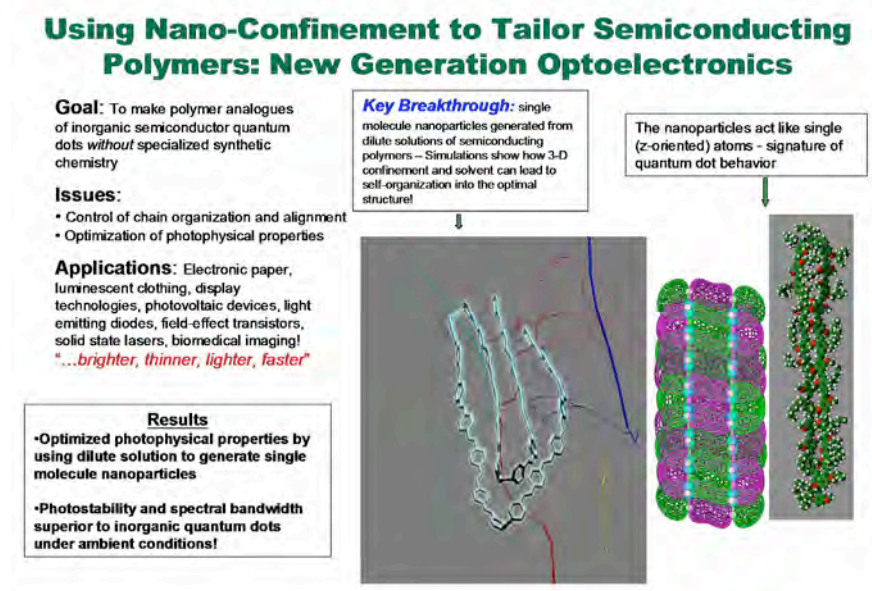 Using Nano-Confinement to Tailor Semiconducting
Polymers: New Generation Optoelectronics
Goal: To make polymer analogues
of inorganic semiconductor quantum
dots without specialized synthetic
chemistry
Issues:
• Control of chain organization and alignment
• Optimization of photophysical properties
Applications: Electronic paper,
luminescent clothing, display
technologies, photovoltaic devices, light
emitting diodes, field-effect transistors,
solid state lasers, biomedical imaging!
"…brighter, thinner, lighter, faster"
Results
•Optimized photophysical properties by
using dilute solution to generate single
molecule nanoparticles
•Photostability and spectral bandwidth
superior to inorganic quantum dots
under ambient conditions!
Key Breakthrough: single
molecule nanoparticles generated from
dilute solutions of semiconducting
polymers – Simulations show how 3-D
confinement and solvent can lead to
self-organization into the optimal
structure!
The nanoparticles act like single
(z-oriented) atoms - signature of
quantum dot behavior